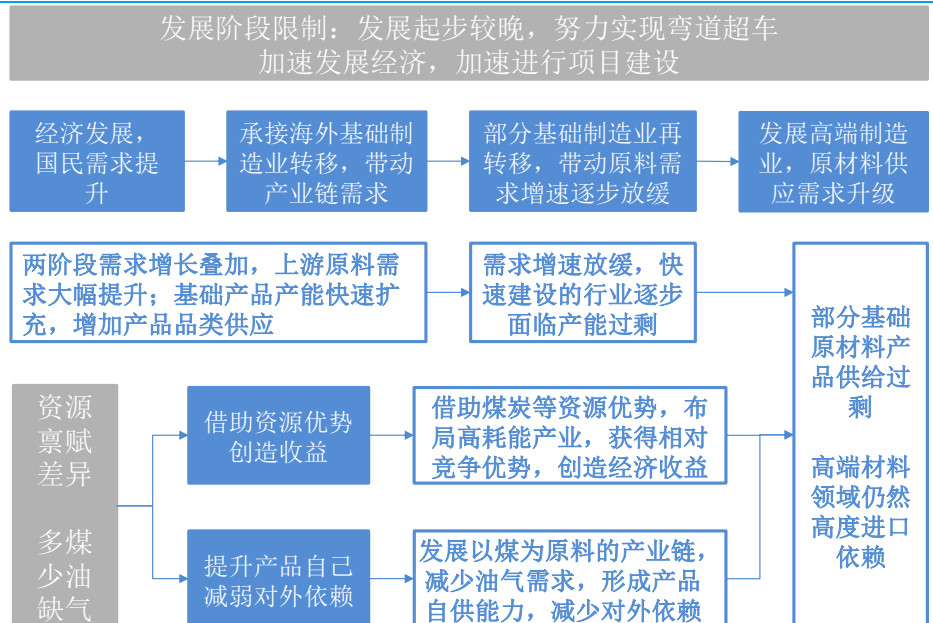 发展阶段限制：发展起步较晚，努力实现弯道超车
加速发展经济，加速进行项目建设
经济发展，
国民需求提
升
承接海外基础制
造业转移，带动
产业链需求
部分基础制造业再
转移，带动原料需
求增速逐步放缓
发展高端制造
业，原材料供
应需求升级
两阶段需求增长叠加，上游原料需
求大幅提升；基础产品产能快速扩
充，增加产品品类供应
需求增速放缓，快
速建设的行业逐步
面临产能过剩
部分基础
原材料产
品供给过
剩
高端材料
领域仍然
高度进口
依赖
资源
禀赋
差异
多煤
少油
缺气
借助资源优势
创造收益
借助煤炭等资源优势，布
局高耗能产业，获得相对
竞争优势，创造经济收益
提升产品自己
减弱对外依赖
发展以煤为原料的产业链，
减少油气需求，形成产品
自供能力，减少对外依赖